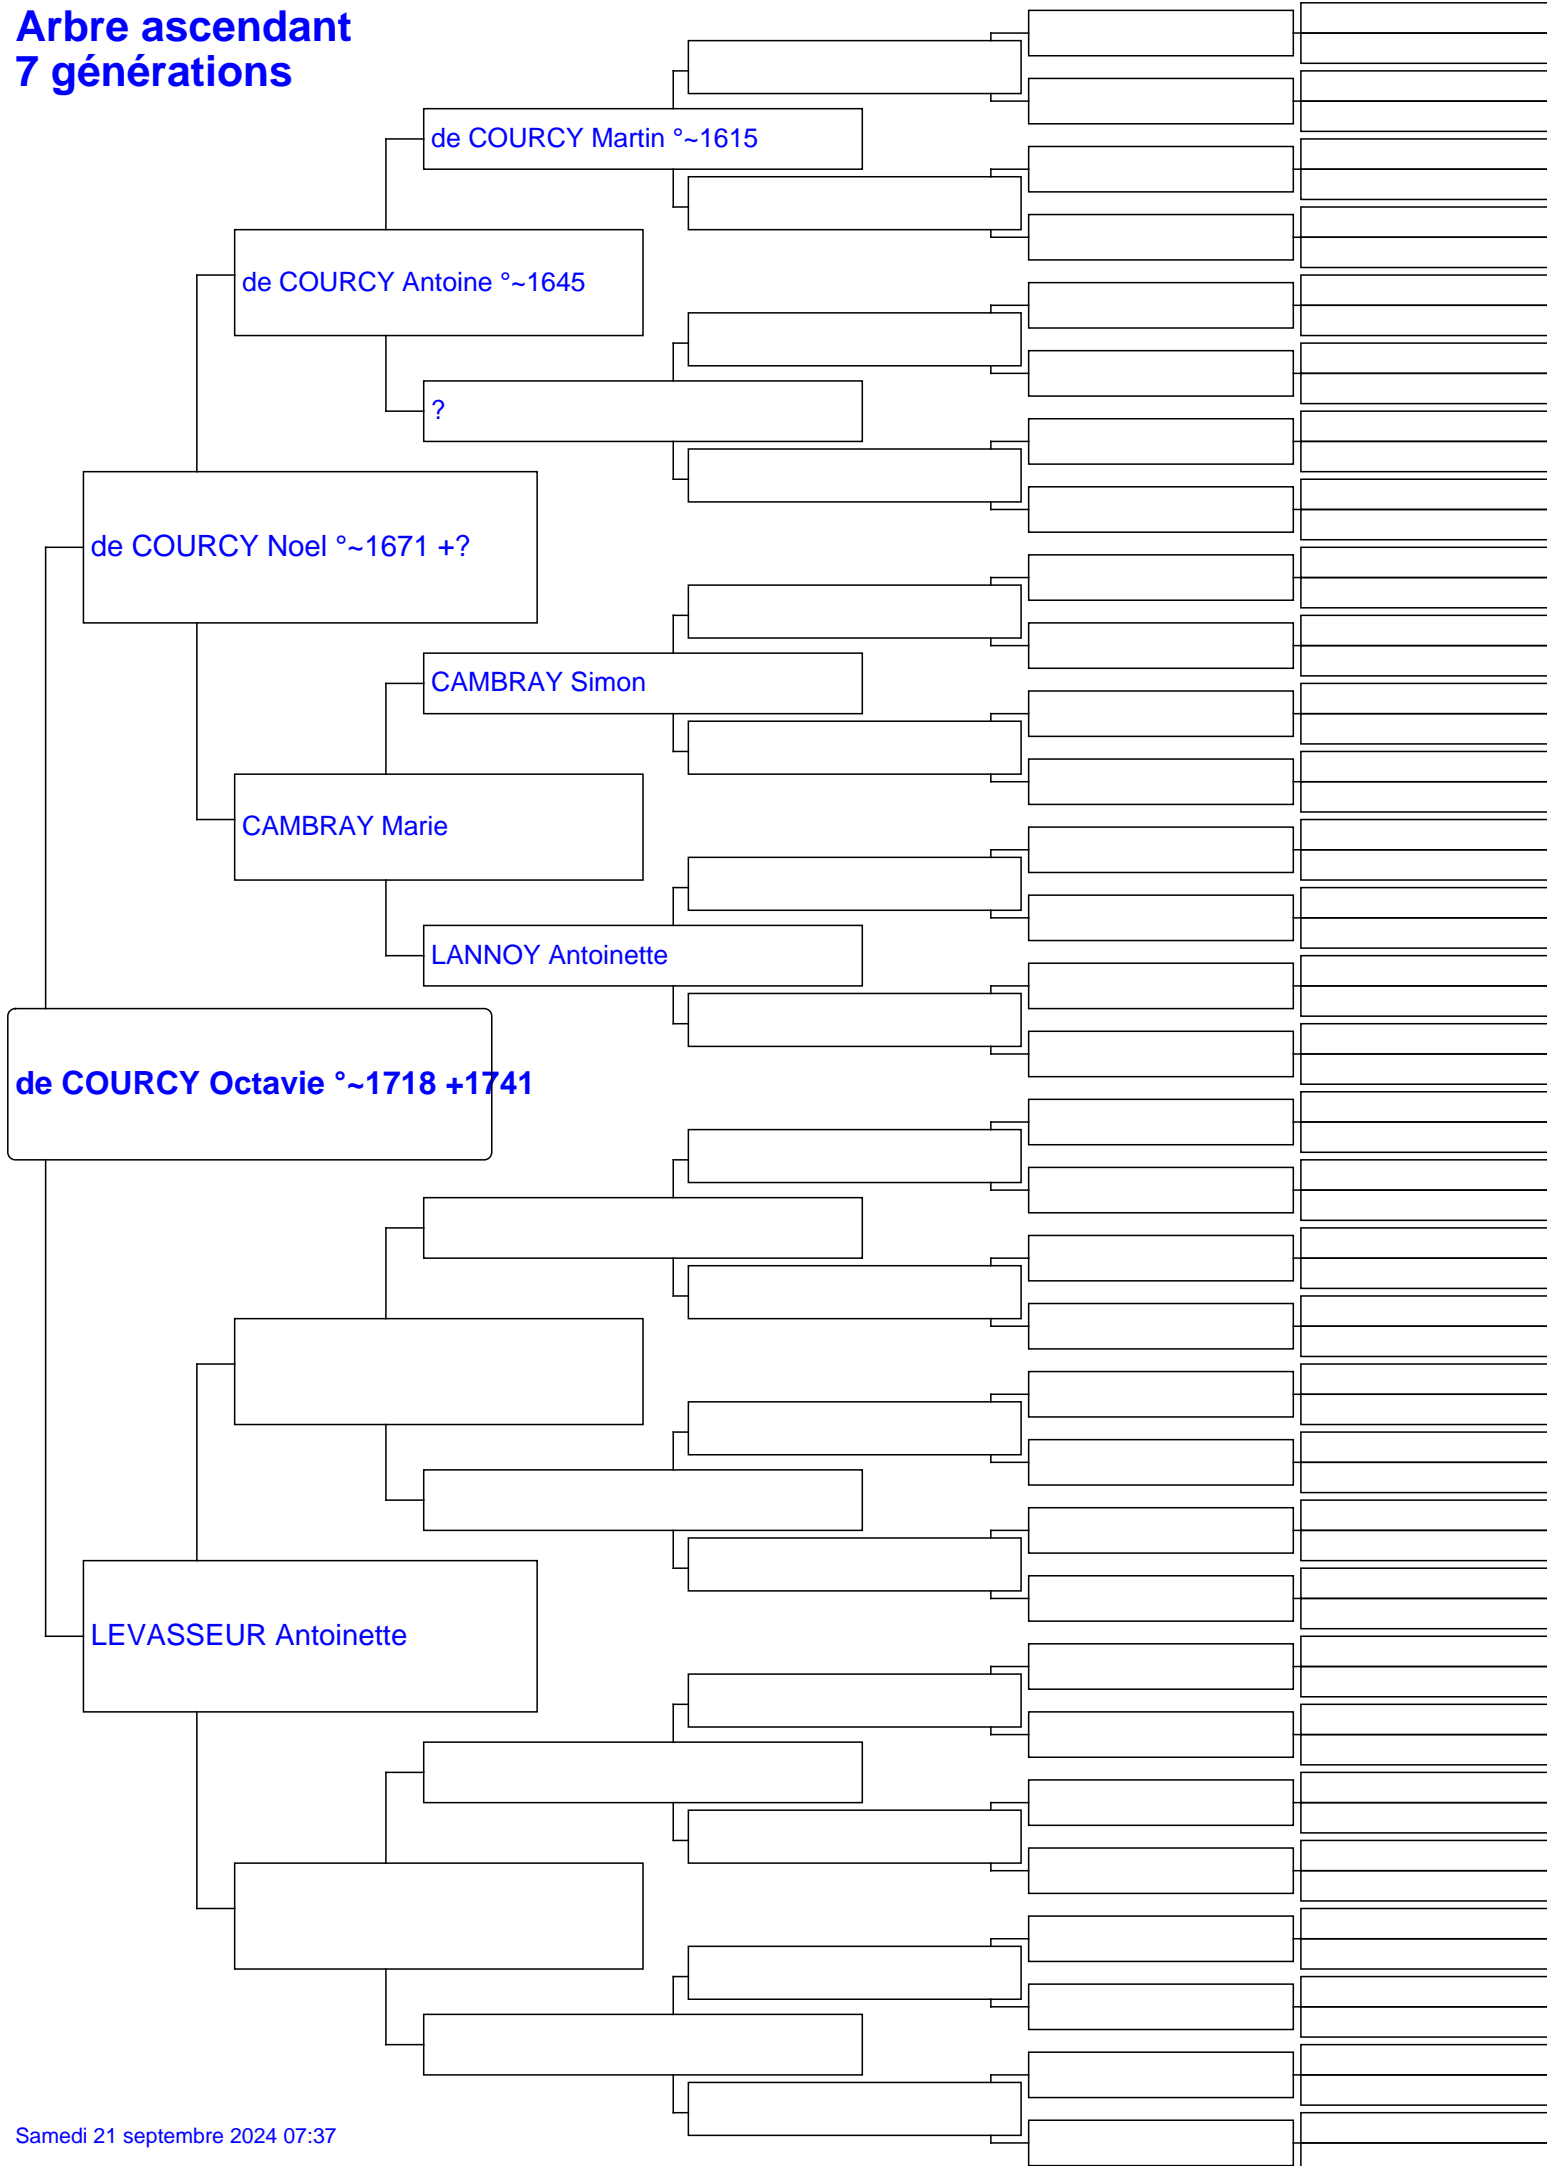 Arbre ascendant
7 générations
de COURCY Martin °~1615
de COURCY Antoine °~1645
?
de COURCY Noel °~1671 +?
CAMBRAY Simon
CAMBRAY Marie
LANNOY Antoinette
de COURCY Octavie °~1718 +1741
LEVASSEUR Antoinette
Samedi 21 septembre 2024 07:37